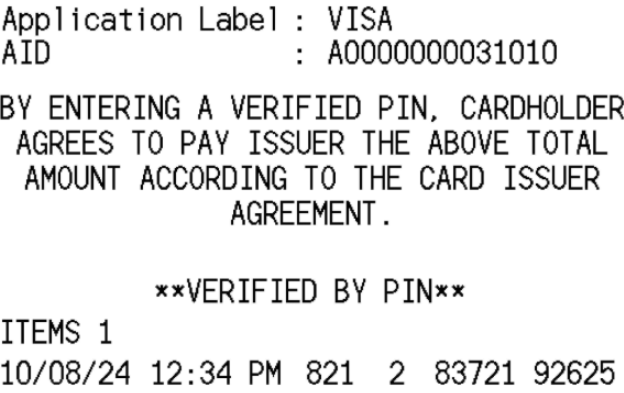 Application Label : VISA
AID : A0000000031010
BY ENTERING A VERIFIED PIN, CARDHOLDER
AGREES TO PAY ISSUER THE ABOVE TOTAL
AMOUNT ACCORDING TO THE CARD ISSUER
AGREEMENT.
**VERIFIED BY PIN**
ITEMS 1
10/08/24 12:34 PM 821 2 83721 92625